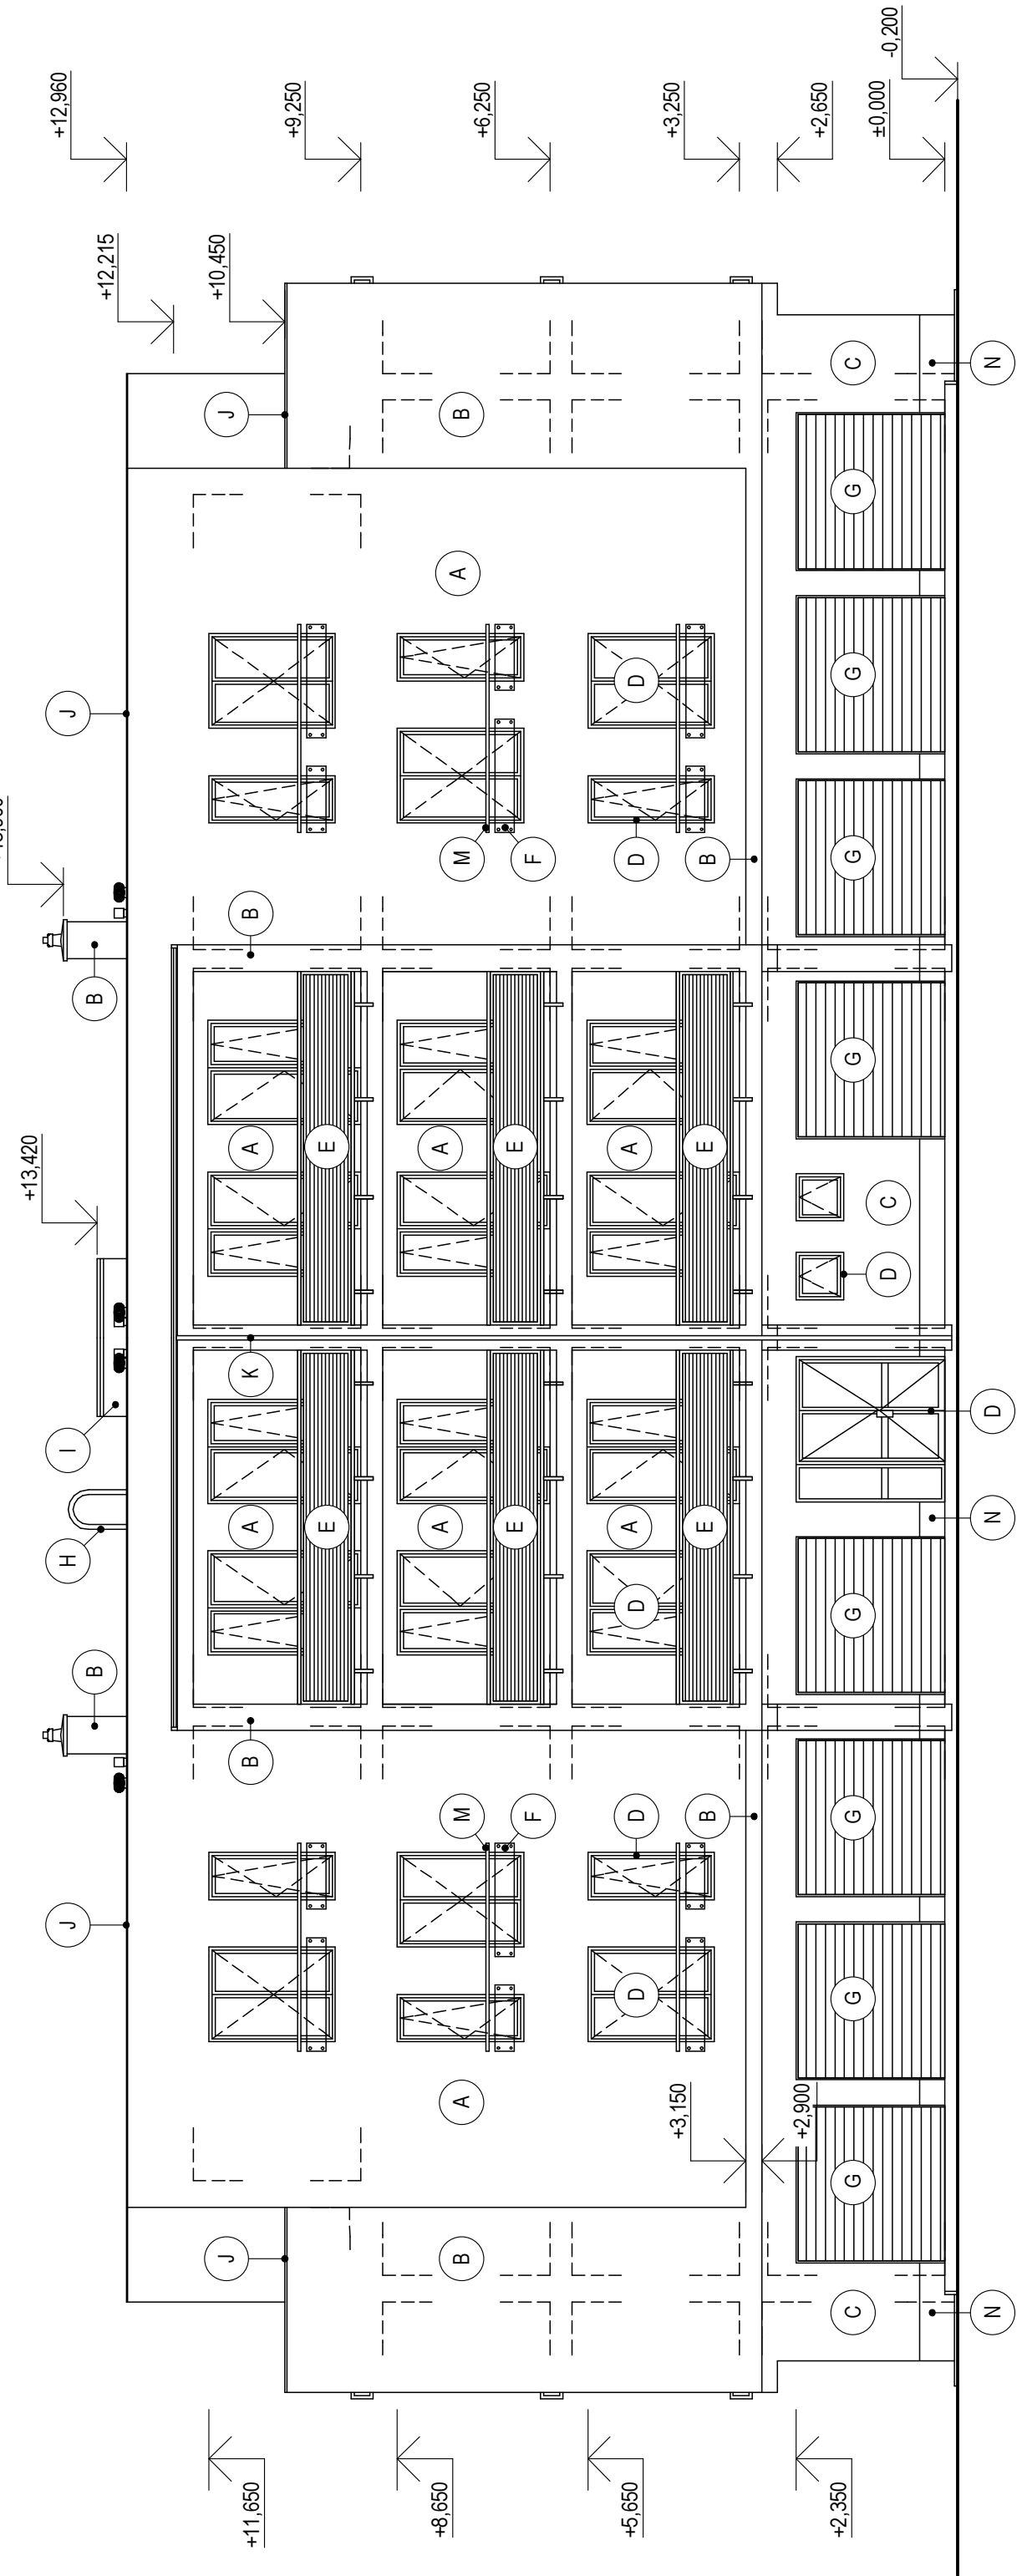 +13,420
+12,960
J
H
I
J
B
B
+12,215
+10,450
J
J
+11,650
B
A
K
A
B
+9,250
E
E
+8,650
A
A
B
A
M
M
A
B
+6,250
E
E
F
F
+5,650
D
D
D
A
A
D
D
+3,150
+3,250
B
E
E
B
+2,900
+2,650
+2,350
C
G
G
G
G
G
G
G
G
C
D
C
±0,000
-0,200
N
N
D
N